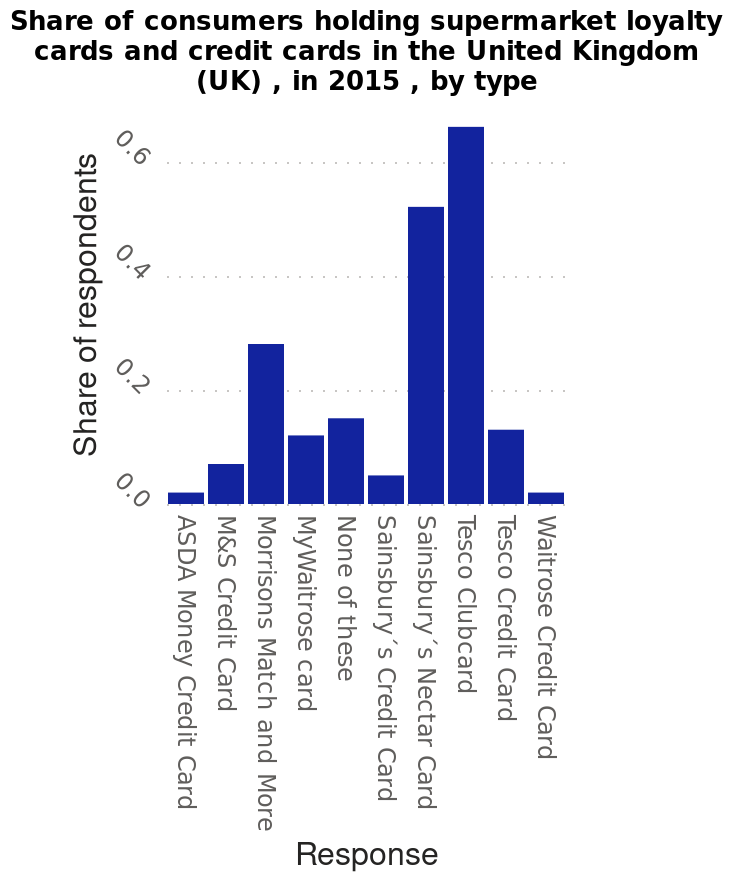 Share of consumers holding supermarket loyalty
cards and credit cards in the United Kingdom
(UK) , in 2015 , by type
Share of respondents
0.6
0.4
0.2
0.0
ASDA Money Credit Card
M&S Credit Card
Morrisons Match and More
MyWaitrose card
None of these
Sainsbury´s Credit Card
Sainsbury´s Nectar Card
Tesco Clubcard
Tesco Credit Card
Waitrose Credit Card
Response